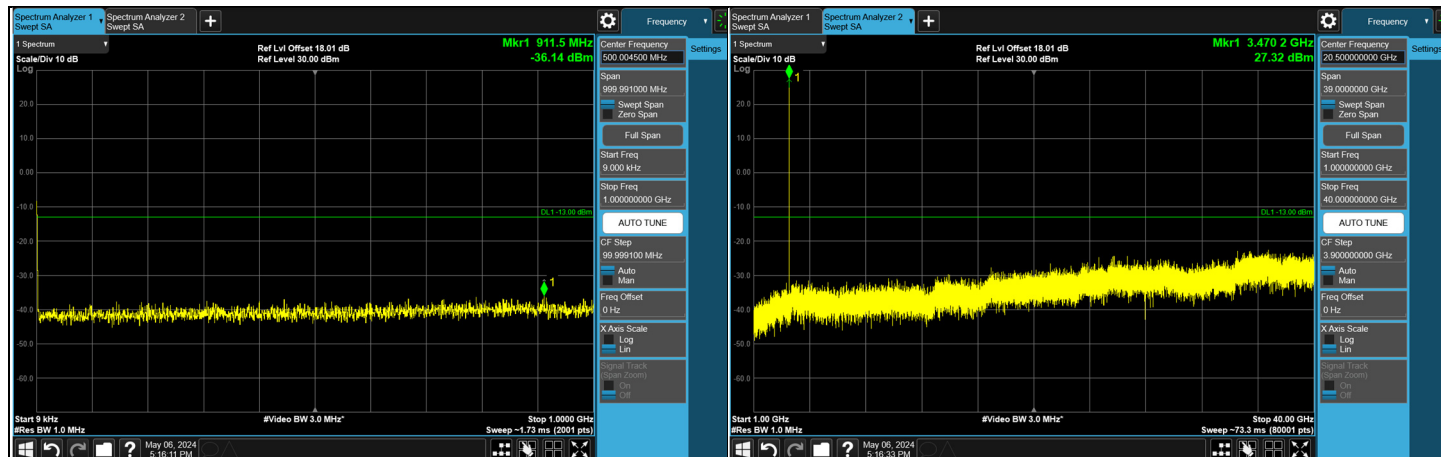 Spectrum Analyzer 1
Swept SA
Spectrum Analyzer 2
Swept SA
Frequency
1 Spectrum
Scale/Div 10 dB
Log
Ref Lvl Offset 18.01 dB
Ref Level 30.00 dBm
Mkr1 911.5 MHz
-36.14 dBm
1
20.0
10.0
0.00
-10.0
-20.0
-30.0
-40.0
-50.0
-60.0
DL1 -13.00 dBm
Start 9 kHz
#Res BW 1.0 MHz
#Video BW 3.0 MHz*
Stop 1.0000 GHz
Sweep ~1.73 ms (2001 pts)
Center Frequency
500.004500 MHz
Settings
Span
999.991000 MHz
Swept Span
Zero Span
Full Span
Start Freq
9.000 kHz
Stop Freq
1.000000000 GHz
AUTO TUNE
CF Step
99.999100 MHz
Auto
Man
Freq Offset
0 Hz
X Axis Scale
Log
Lin
Signal Track
(Span Zoom)
On
Off
?
May 06, 2024
5:16:11 PM
Spectrum Analyzer 1
Swept SA
Spectrum Analyzer 2
Swept SA
Frequency
1 Spectrum
Scale/Div 10 dB
Log
Ref Lvl Offset 18.01 dB
Ref Level 30.00 dBm
Mkr1 3.470 2 GHz
27.32 dBm
1
20.0
10.0
0.00
-10.0
-20.0
-30.0
-40.0
-50.0
-60.0
DL1 -13.00 dBm
Start 1.00 GHz
#Res BW 1.0 MHz
#Video BW 3.0 MHz*
Stop 40.00 GHz
Sweep ~73.3 ms (80001 pts)
Center Frequency
20.500000000 GHz
Settings
Span
39.0000000 GHz
Swept Span
Zero Span
Full Span
Start Freq
1.000000000 GHz
Stop Freq
40.000000000 GHz
AUTO TUNE
CF Step
3.900000000 GHz
Auto
Man
Freq Offset
0 Hz
X Axis Scale
Log
Lin
Signal Track
(Span Zoom)
On
Off
?
May 06, 2024
5:16:33 PM